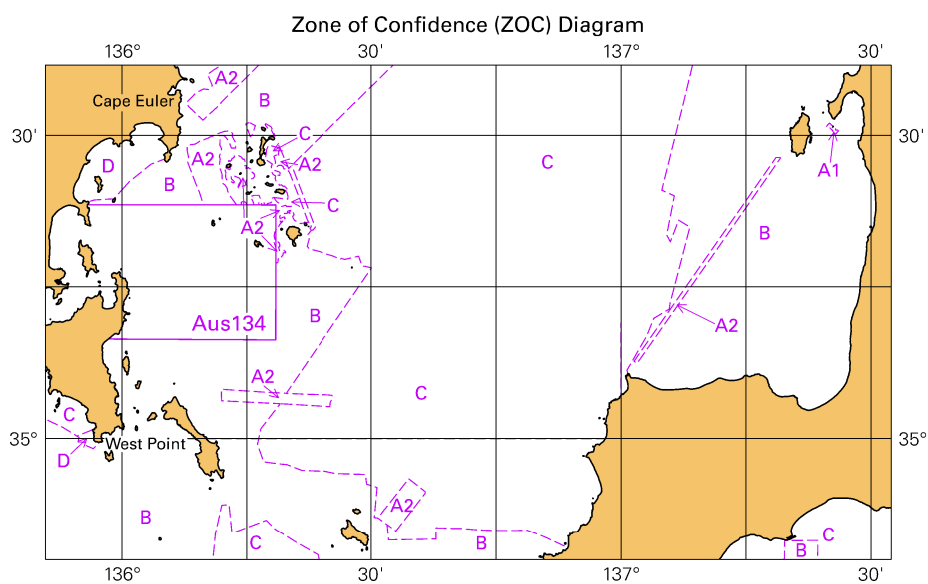 Zone of Confidence (ZOC) Diagram
136° 30' 137° 30'
A2
B
Cape Euler
30' 30'
C
A1
D
A2
A2
C
B
C
A2
B
Aus134
B
A2
A2
C
C
35° 35°
West Point
D
A2
B
C
B
C
B
136° 30' 137° 30'